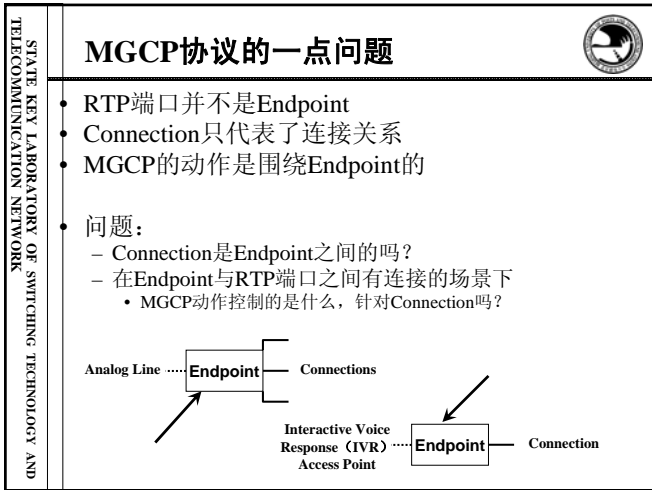 MGCP协议的一点问题
STATE KEY LABORATORY OF SWITCHING TECHNOLOGY AND
TELECOMMUNICATION NETWORK
• RTP端口并不是Endpoint
• Connection只代表了连接关系
• MGCP的动作是围绕Endpoint的
• 问题：
– Connection是Endpoint之间的吗？
– 在Endpoint与RTP端口之间有连接的场景下
• MGCP动作控制的是什么，针对Connection吗？
Analog Line
Endpoint
Connections
Interactive Voice
Response（IVR）
Access Point
Endpoint
Connection